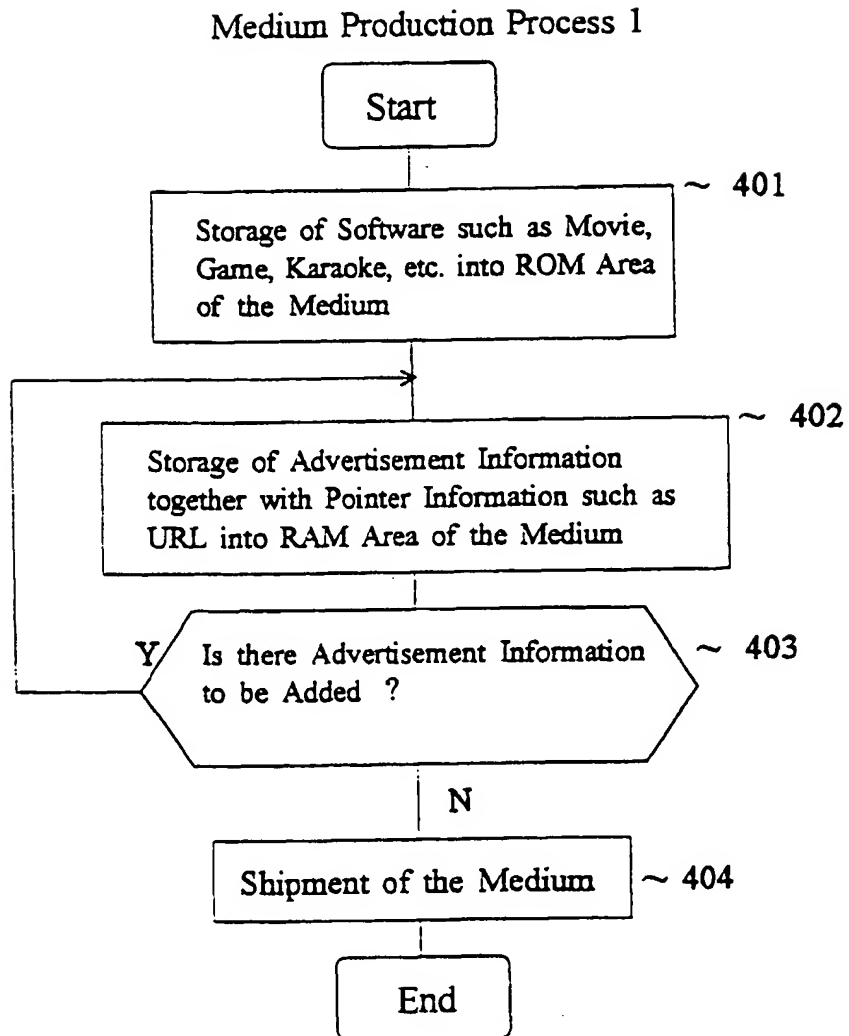 Medium Production Process 1
Start
~ 401
Storage of Software such as Movie,
Game, Karaoke, etc. into ROM Area
of the Medium
~ 402
Storage of Advertisement Information
together with Pointer Information such as
URL into RAM Area of the Medium
Y
Is there Advertisement Information
to be Added ?
~ 403
N
Shipment of the Medium
~ 404
End